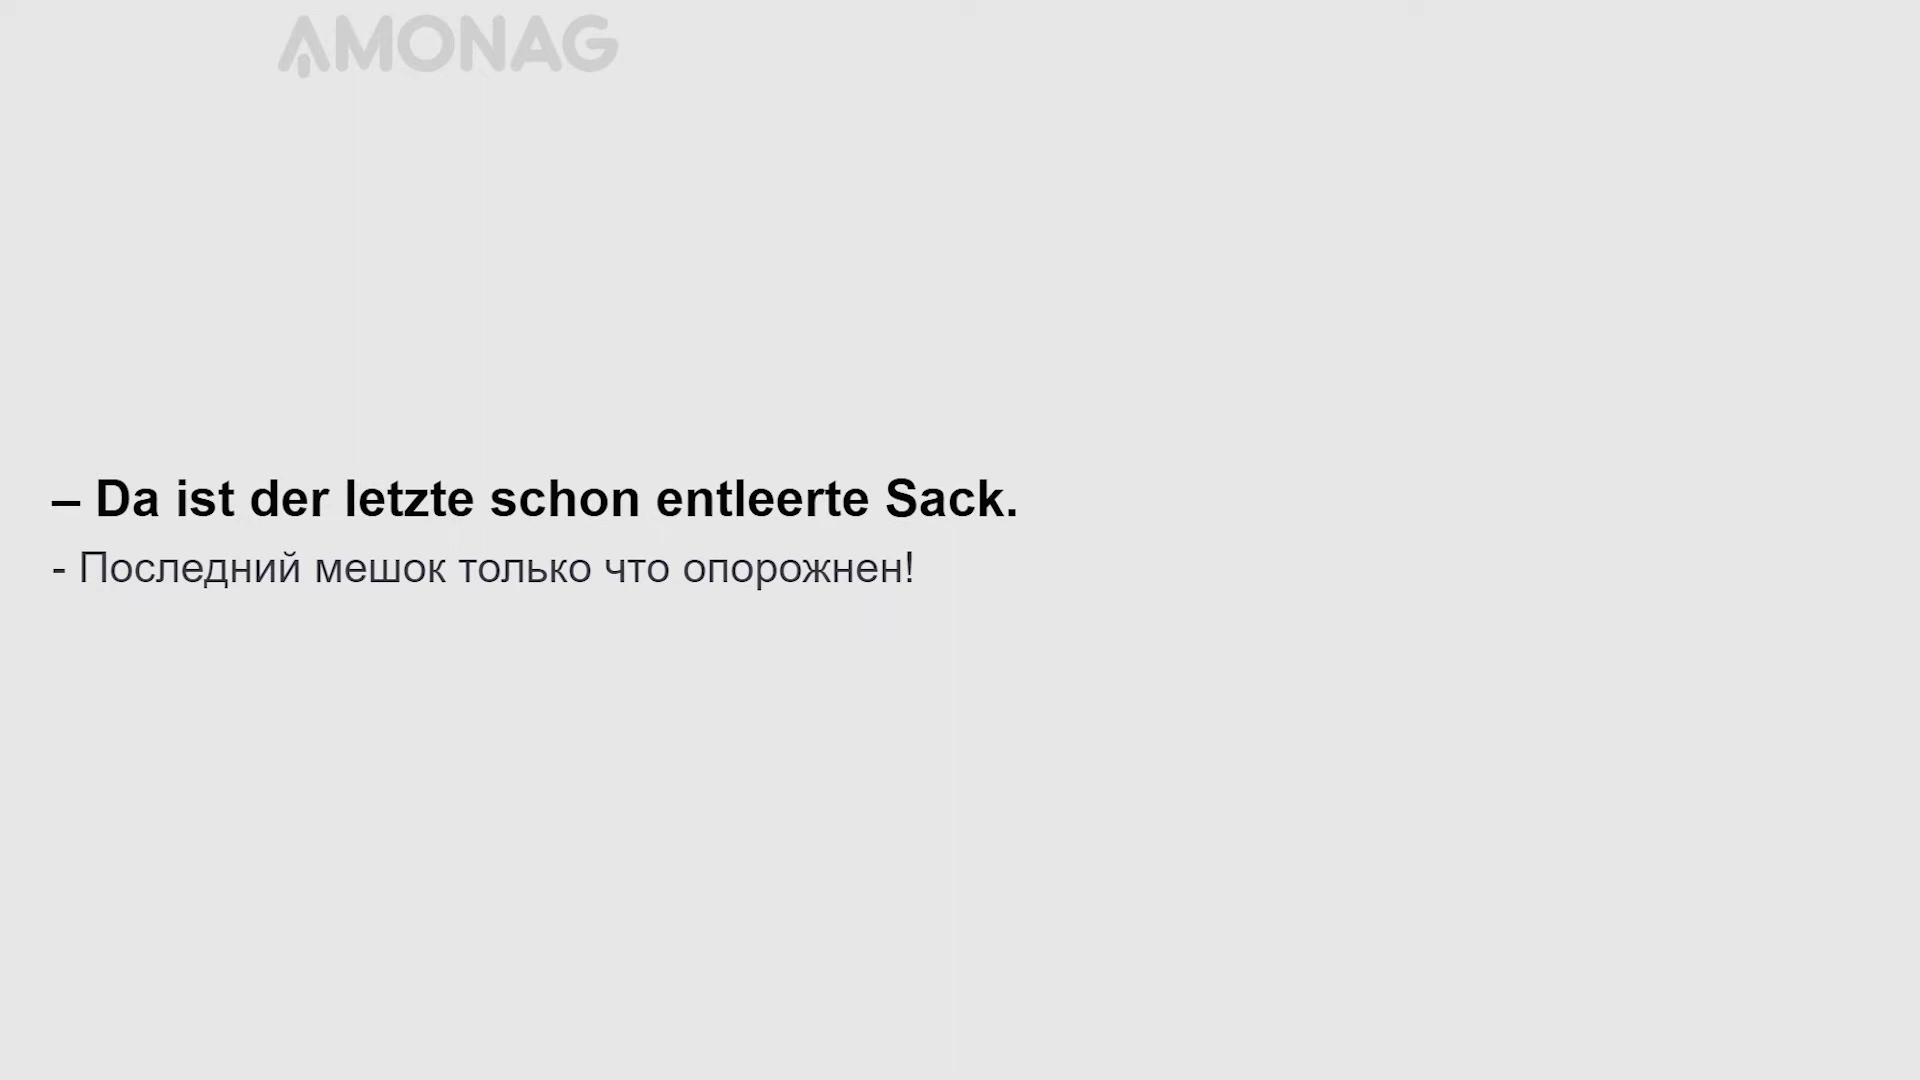 AMONAG
– Da ist der letzte schon entleerte Sack.
- Последний мешок только что опорожнен!